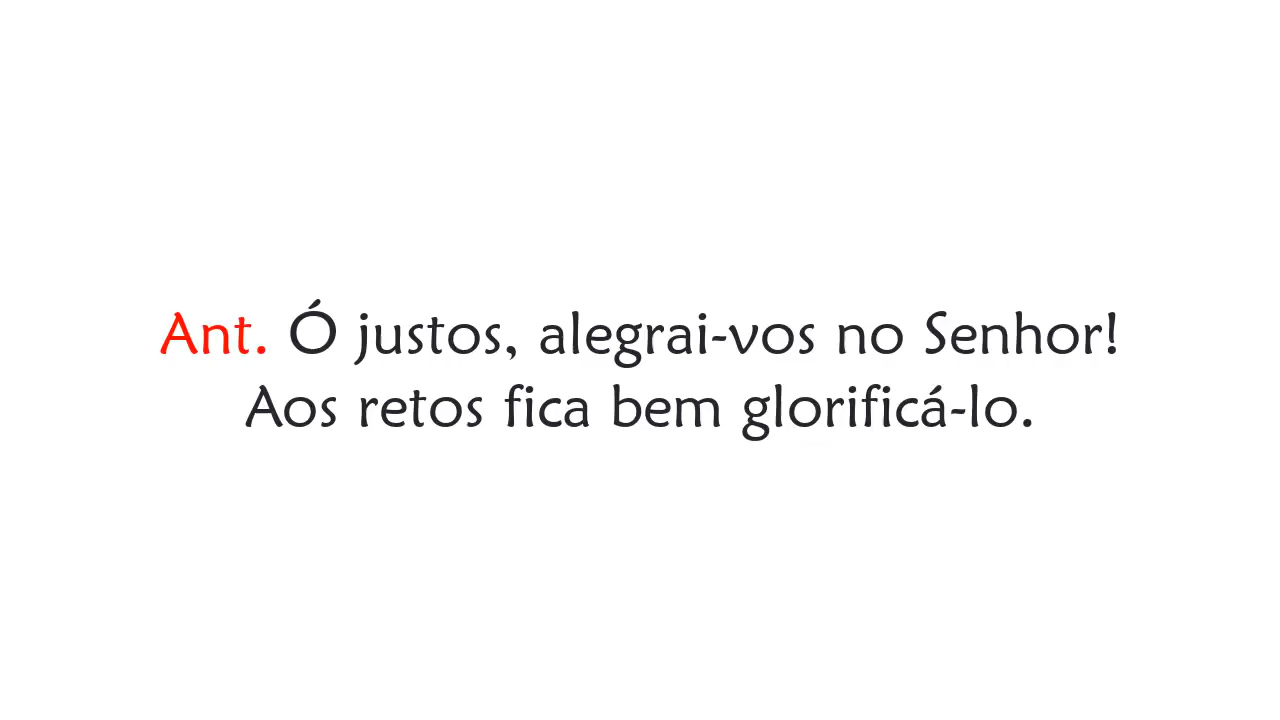 Ant. Ó justos, alegrai-vos no Senhor!
Aos retos fica bem glorificá-lo.